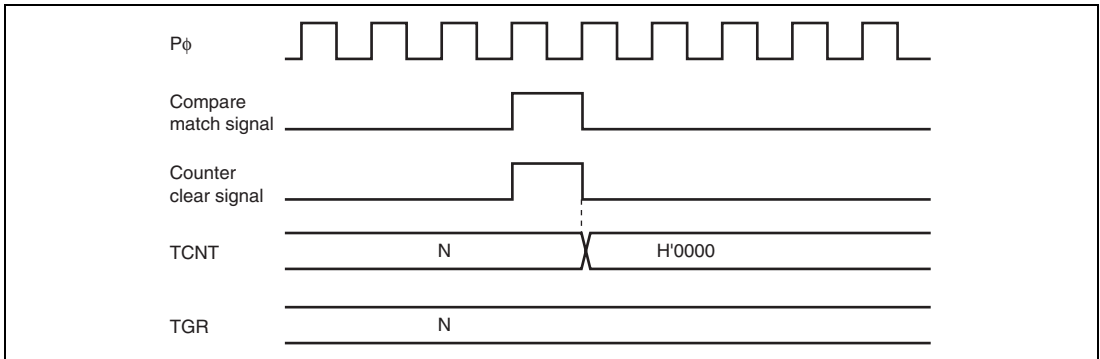 Pϕ
Compare
match signal
Counter
clear signal
TCNT
N
H'0000
TGR
N